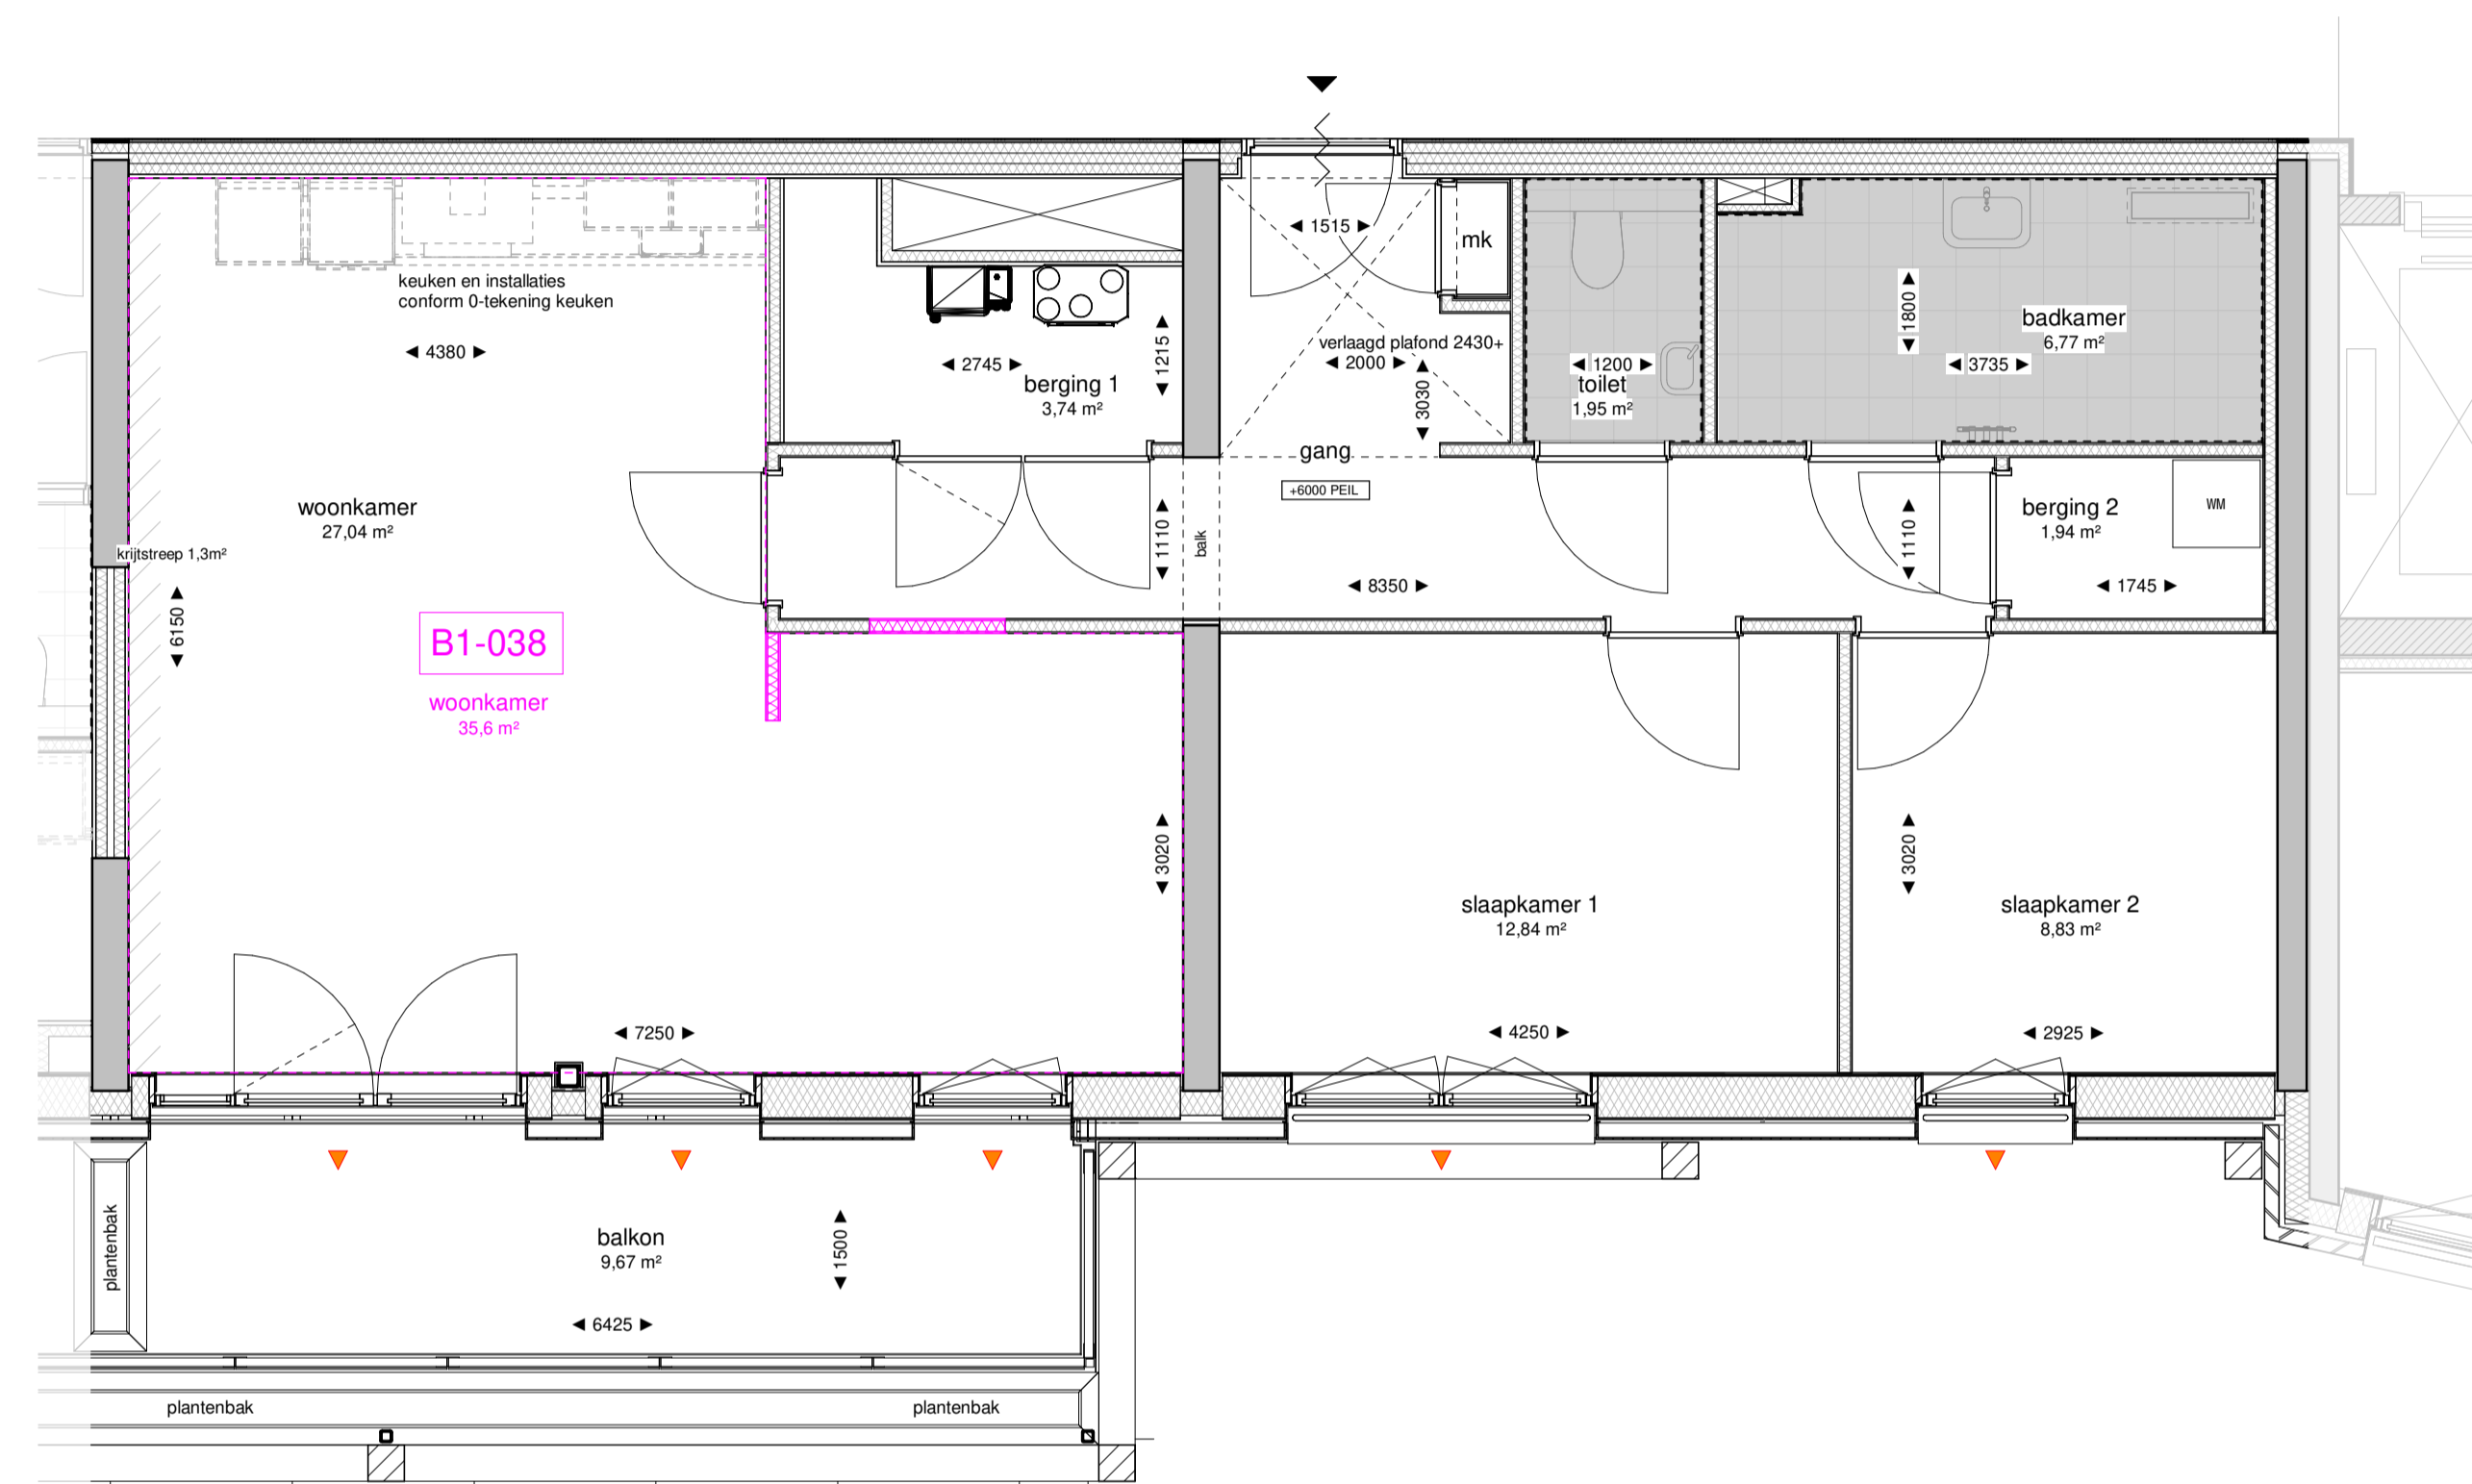 1515
mk
keuken en installaties
conform 0-tekening keuken
4380
2745
1215
berging 1
3,74 m²
verlaagd plafond 2430+
2000
3030
1200
toilet
1,95 m²
1800
badkamer
6,77 m²
3735
gang
+6000 PEIL
woonkamer
27,04 m²
krijtstreep 1,3m²
6150
1110
balk
8350
1110
berging 2
1,94 m²
WM
1745
B1-038
woonkamer
35,6 m²
3020
3020
slaapkamer 1
12,84 m²
slaapkamer 2
8,83 m²
7250
4250
2925
plantenbak
balkon
9,67 m²
1500
6425
plantenbak
plantenbak